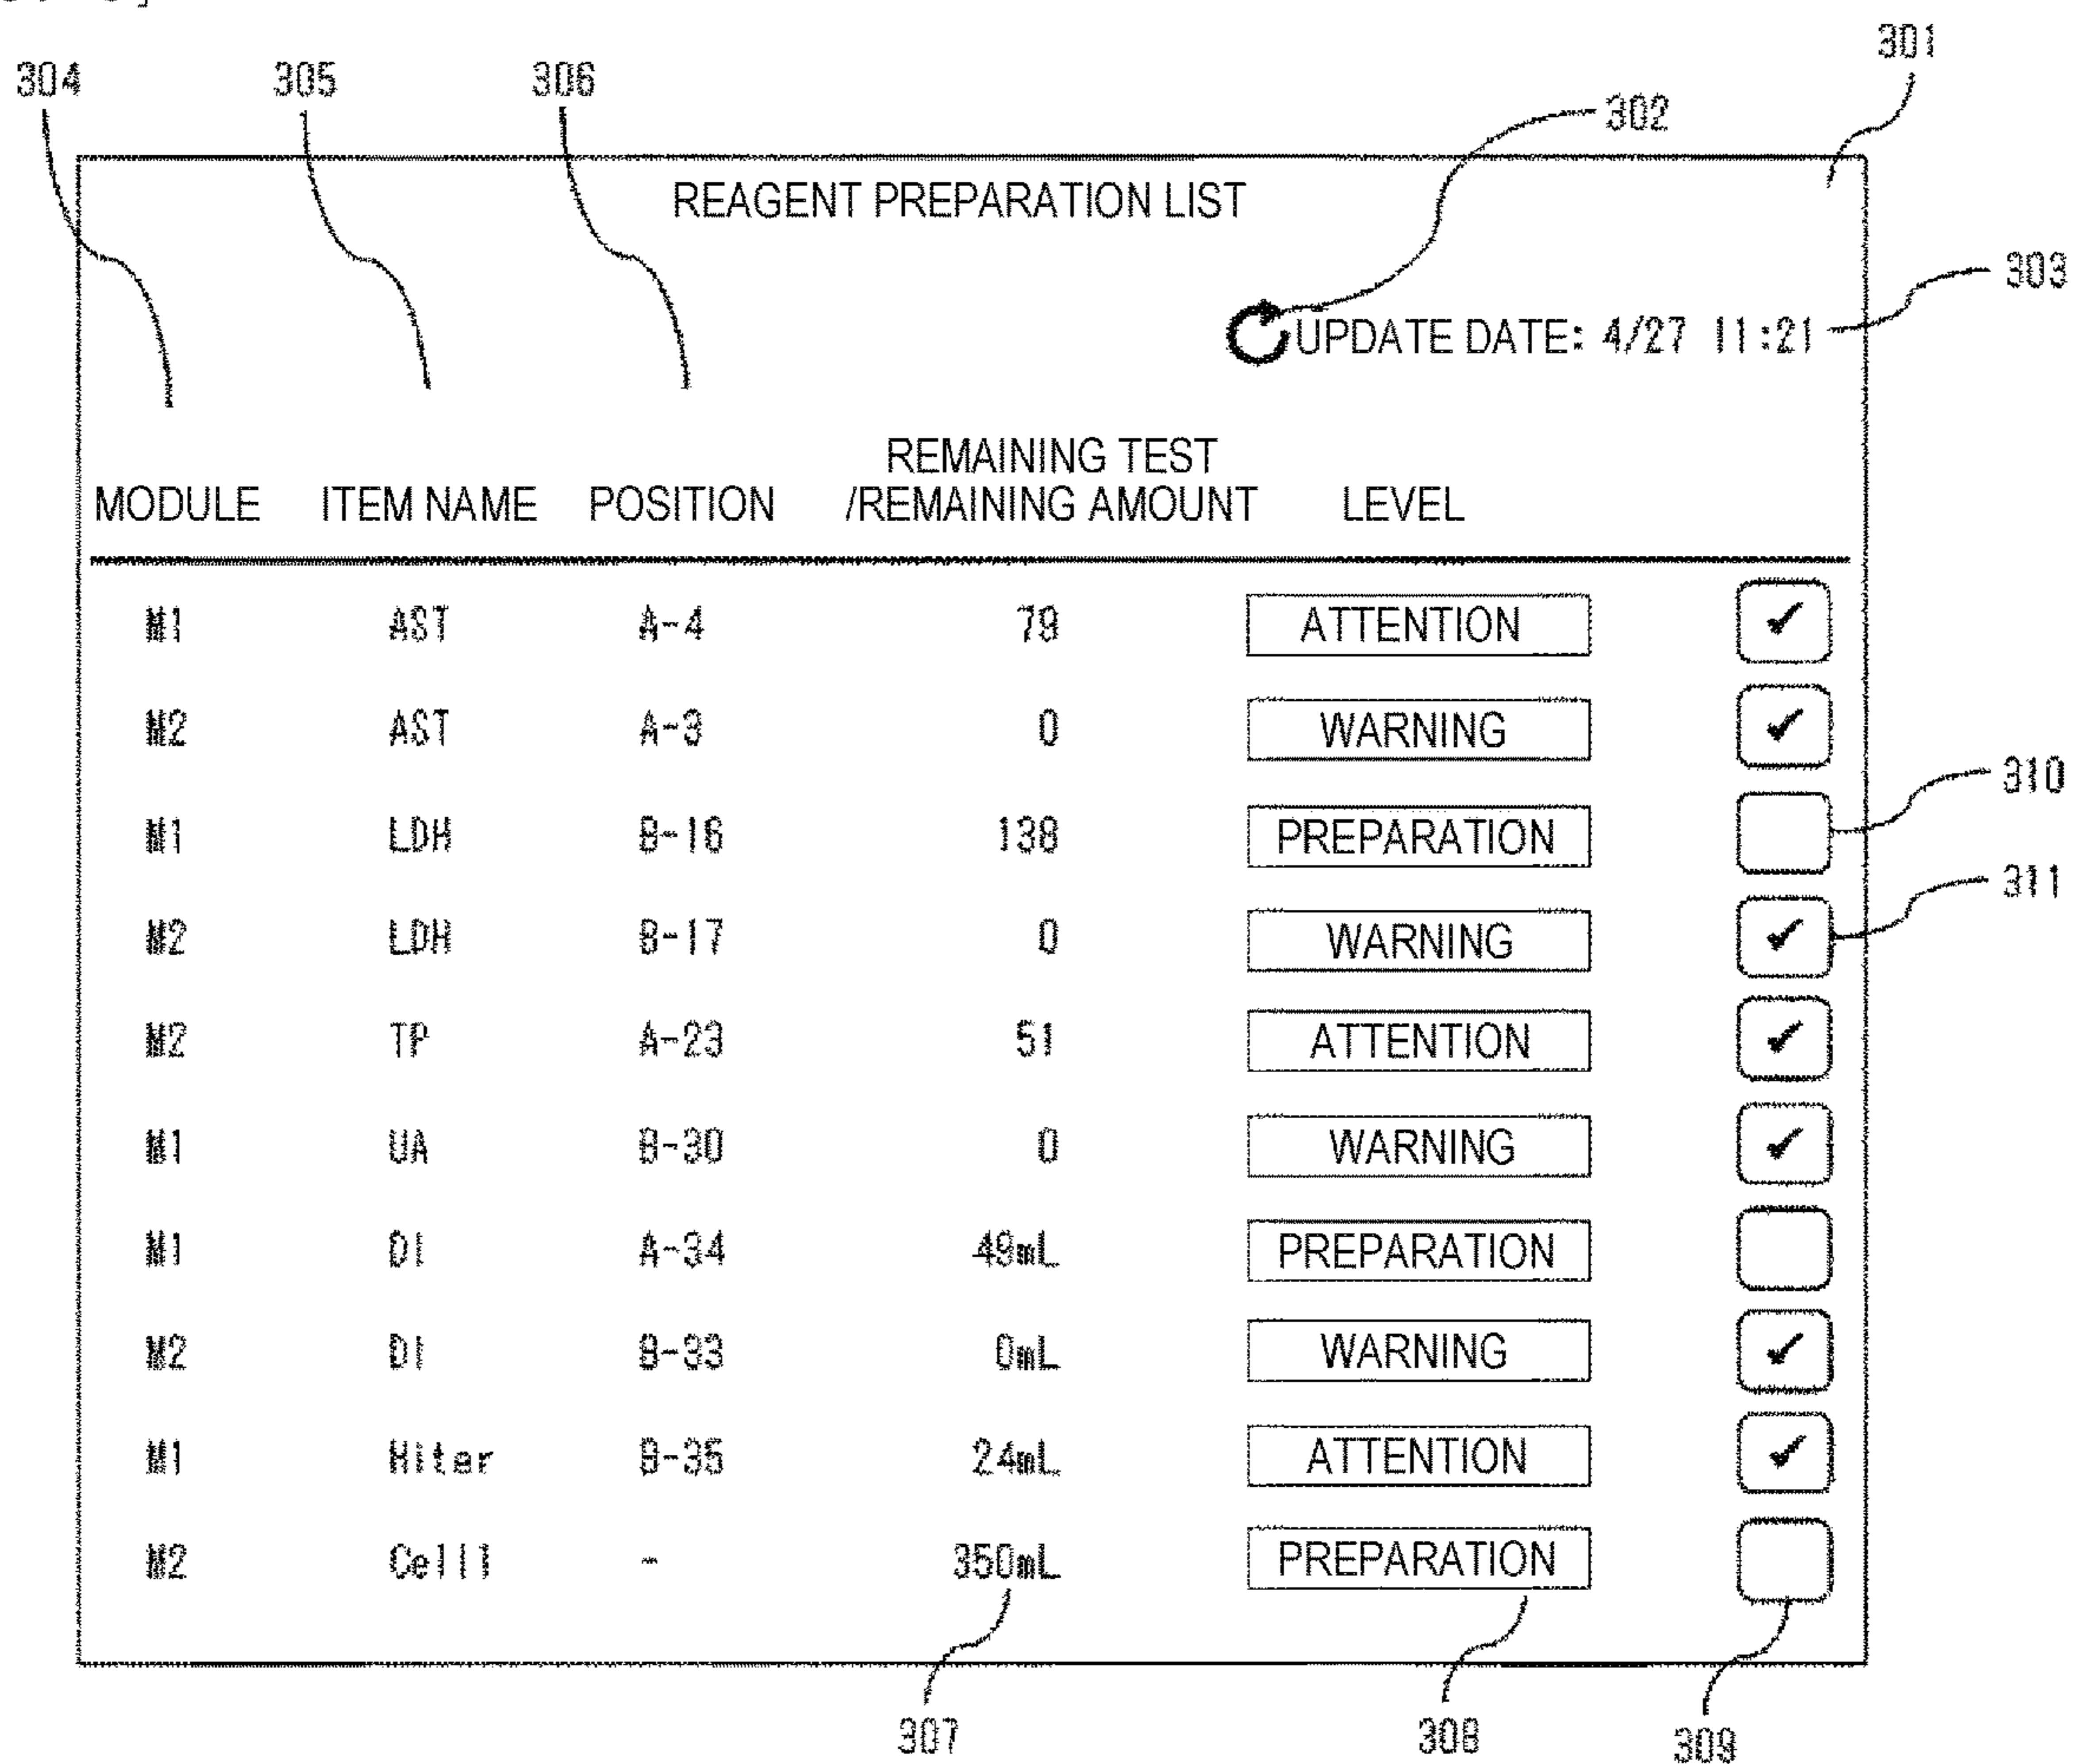 301
304 305 306
302
REAGENT PREPARATION LIST
303
UPDATE DATE: 4/27 11:21
REMAINING TEST
MODULE ITEM NAME POSITION /REMAINING AMOUNT LEVEL
M1 AST A-4 79 ATTENTION ✔
M2 AST A-3 0 WARNING ✔
310
M1 LDH B-16 138 PREPARATION
311
M2 LDH B-17 0 WARNING ✔
M2 TP A-23 51 ATTENTION ✔
M1 UA B-30 0 WARNING ✔
M1 DI A-34 49mL PREPARATION
M2 DI B-33 0mL WARNING ✔
M1 Hiter B-35 24mL ATTENTION ✔
M2 Cell1 - 350mL PREPARATION
307 308 309